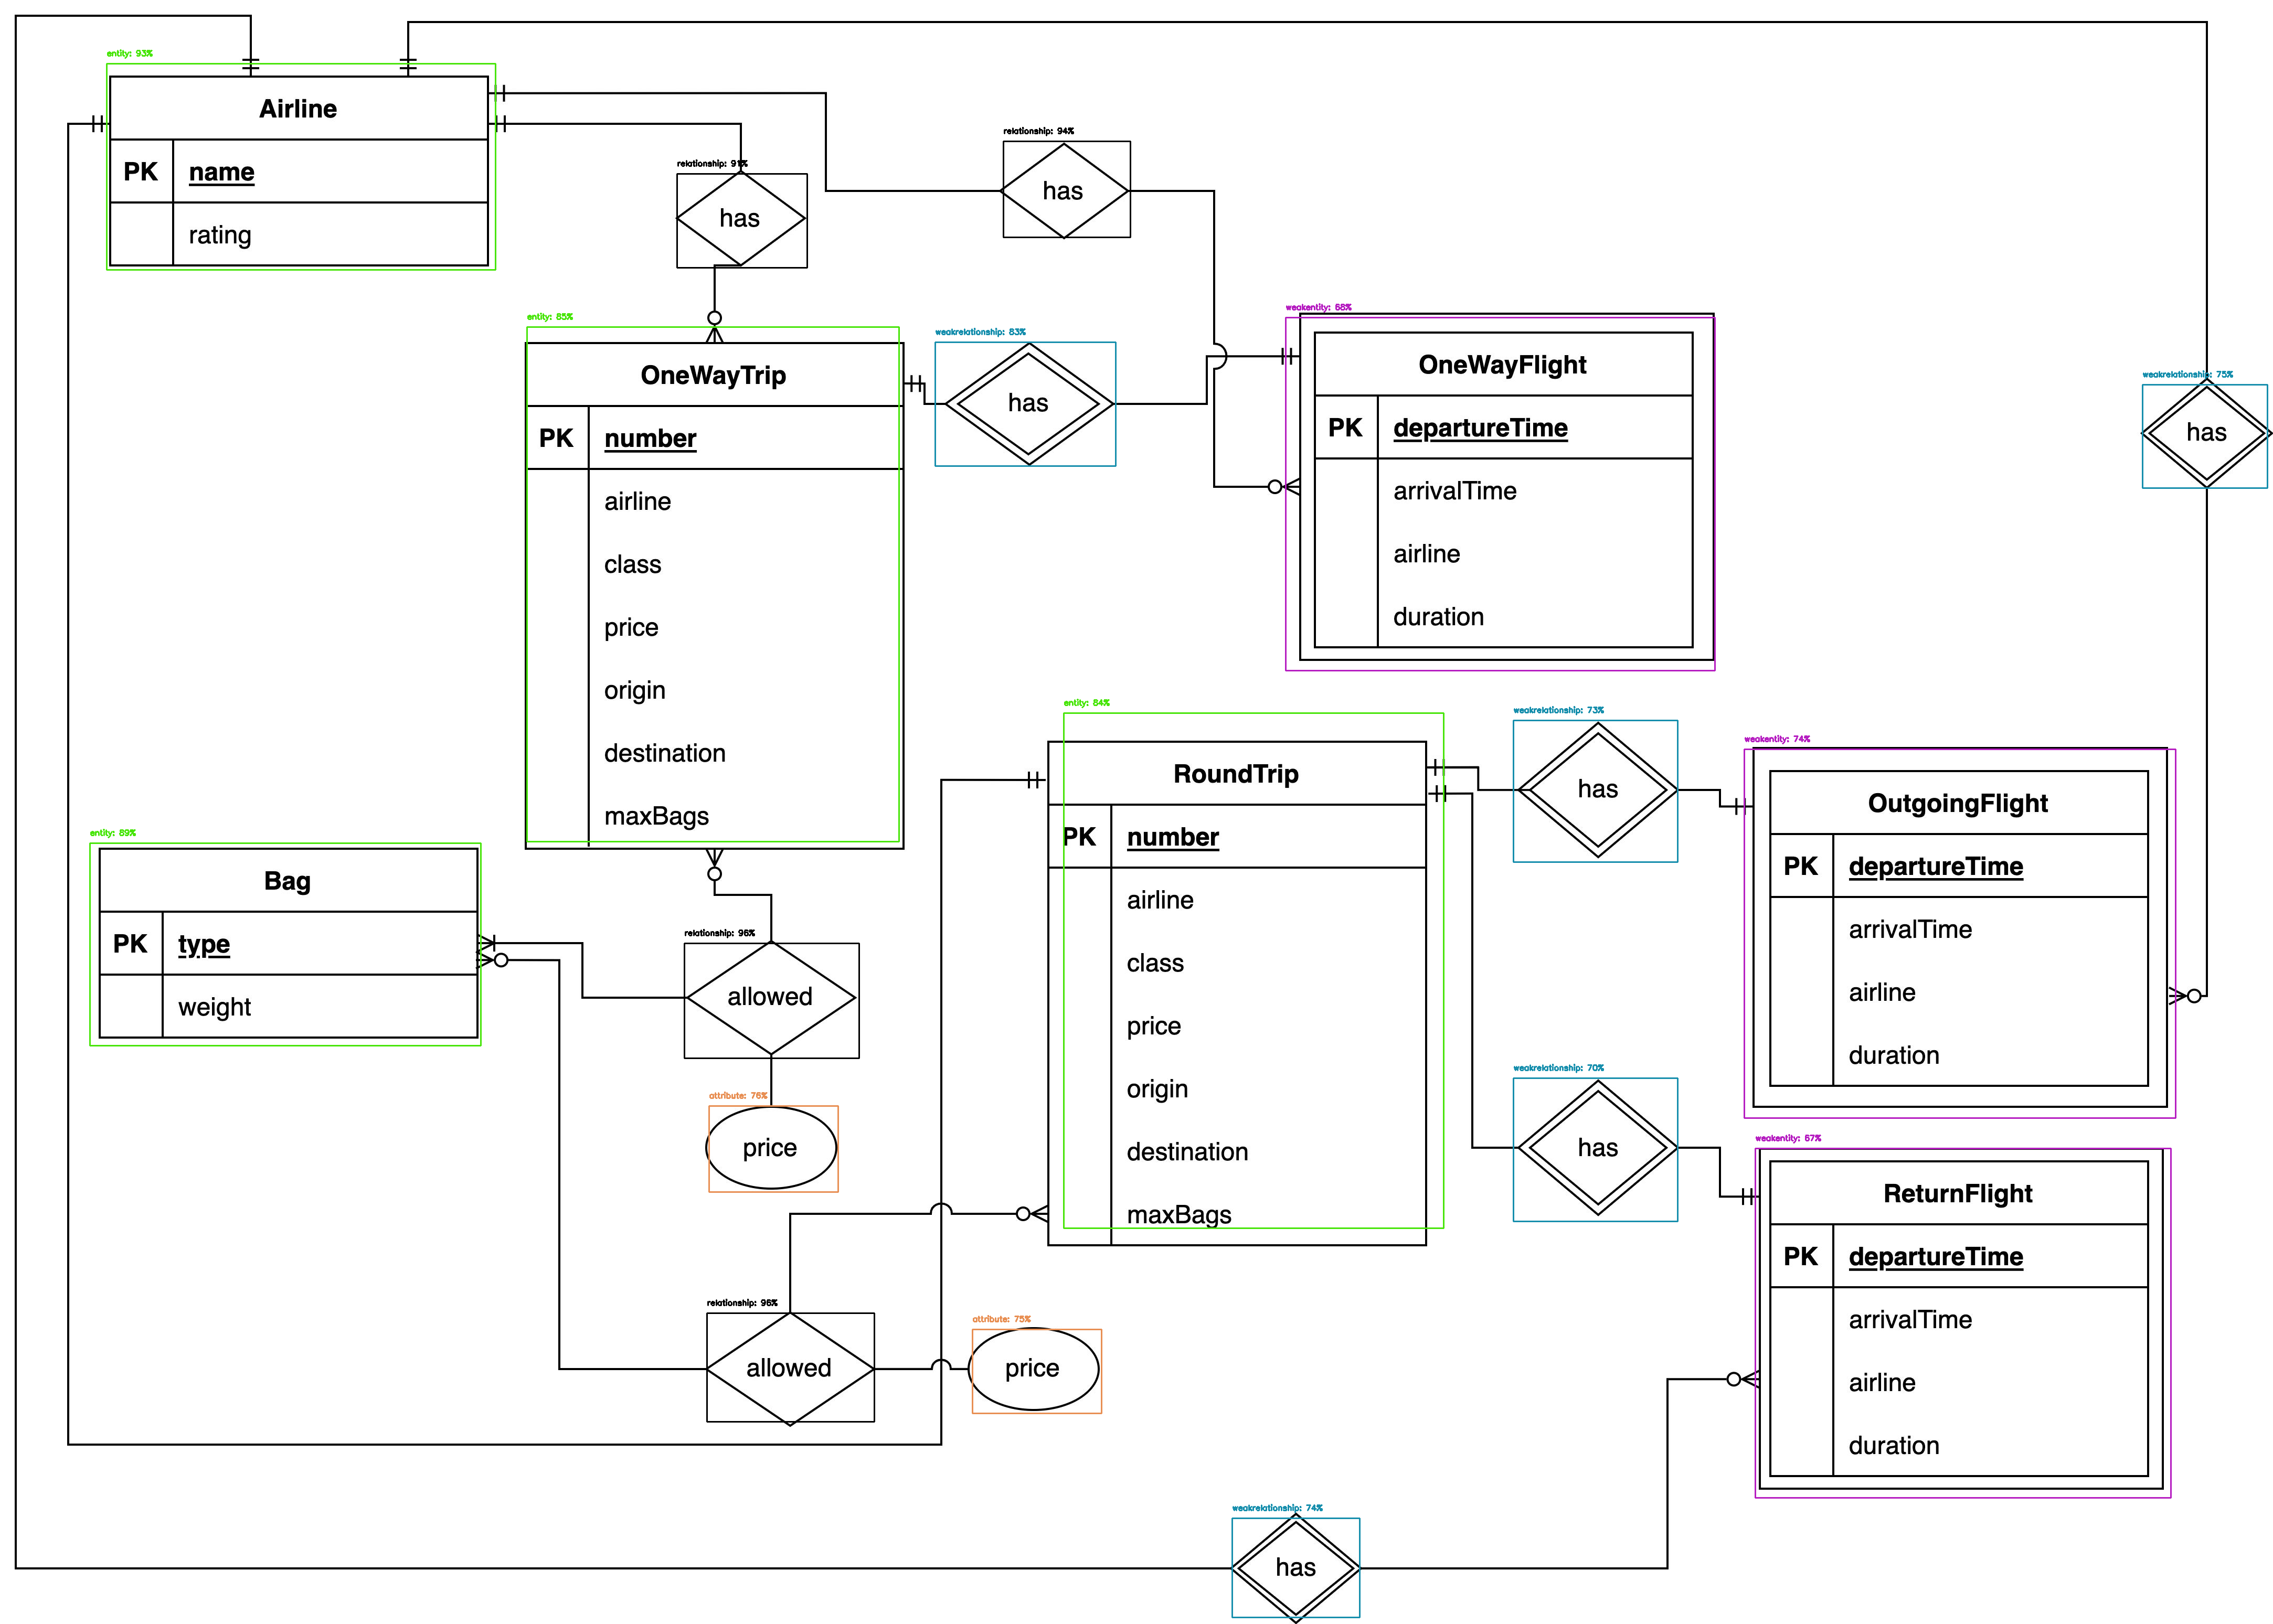 entity: 93%
Airline
PK name
rating
relationship: 91%
has
relationship: 94%
has
entity: 85%
OneWayTrip
PK number
airline
class
price
origin
destination
maxBags
weakrelationship: 83%
has
weakentity: 68%
OneWayFlight
PK departureTime
arrivalTime
airline
duration
weakrelationship: 75%
has
entity: 84%
RoundTrip
PK number
airline
class
price
origin
destination
maxBags
weakrelationship: 73%
has
weakentity: 74%
OutgoingFlight
PK departureTime
arrivalTime
airline
duration
entity: 89%
Bag
PK type
weight
relationship: 96%
allowed
attribute: 76%
price
weakrelationship: 70%
has
weakentity: 67%
ReturnFlight
PK departureTime
arrivalTime
airline
duration
relationship: 96%
allowed
attribute: 75%
price
weakrelationship: 74%
has